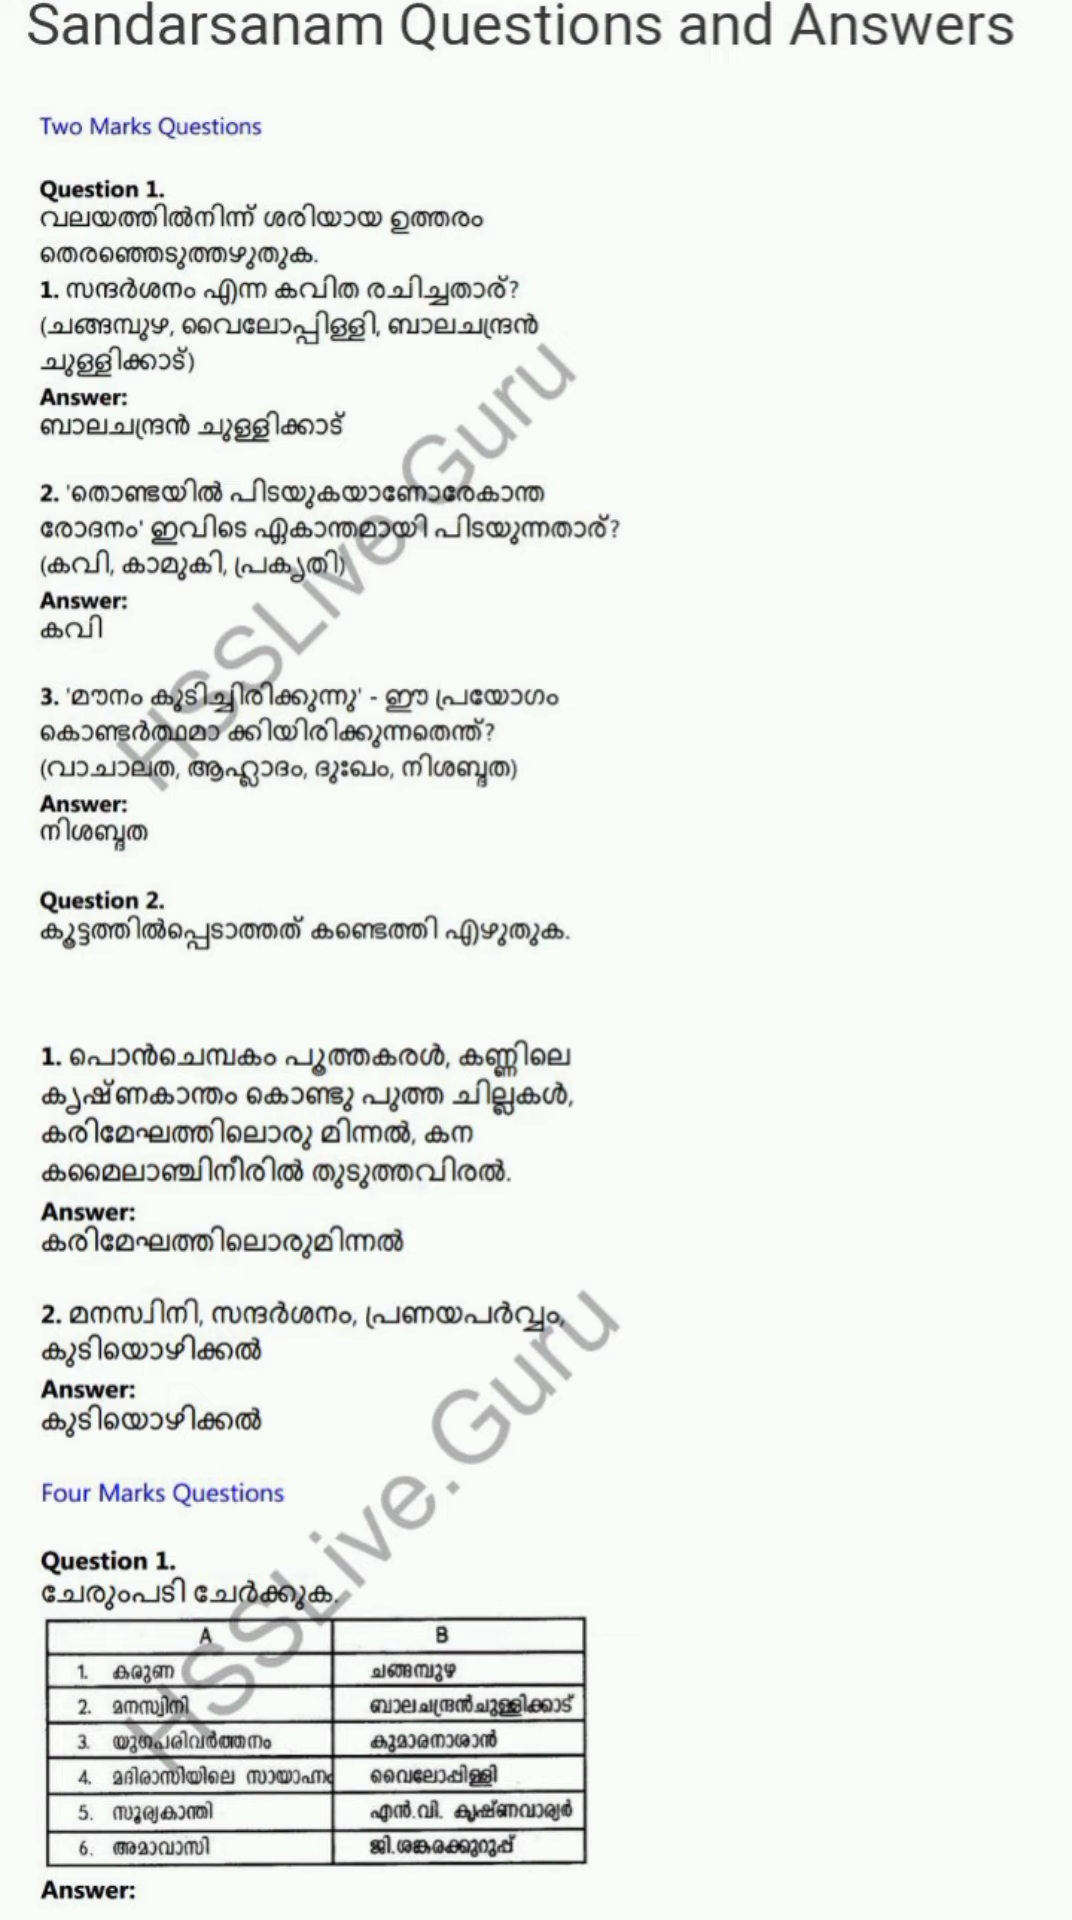 Sandarsanam Questions and Answers
Two Marks Questions
Question 1.
വലയത്തിൽനിന്ന് ശരിയായ ഉത്തരം
തെരഞ്ഞെടുത്തഴുതുക.
1. സന്ദർശനം എന്ന കവിത രചിച്ചതാര്?
(ചങ്ങമ്പുഴ, വൈലോപ്പിള്ളി, ബാലചന്ദ്രൻ
ചുള്ളിക്കാട്)
Answer:
ബാലചന്ദ്രൻ ചുള്ളിക്കാട്
2. 'തൊണ്ടയിൽ പിടയുകയാണോരേകാന്ത
രോദനം' ഇവിടെ ഏകാന്തമായി പിടയുന്നതാര്?
(കവി, കാമുകി, പ്രകൃതി)
Answer:
കവി
3. 'മൗനം കുടിച്ചിരിക്കുന്നു' - ഈ പ്രയോഗം
കൊണ്ടർത്ഥമാ ക്കിയിരിക്കുന്നതെന്ത്?
(വാചാലത, ആഹ്ലാദം, ദുഃഖം, നിശബ്ദത)
Answer:
നിശബ്ദത
Question 2.
കൂട്ടത്തിൽപ്പെടാത്തത് കണ്ടെത്തി എഴുതുക.
1. പൊൻചെമ്പകം പൂത്തകരൾ, കണ്ണിലെ
കൃഷ്ണകാന്തം കൊണ്ടു പുത്ത ചില്ലകൾ,
കരിമേഘത്തിലൊരു മിന്നൽ, കന
കമൈലാഞ്ചിനീരിൽ തുടുത്തവിരൽ.
Answer:
കരിമേഘത്തിലൊരുമിന്നൽ
2. മനസ്വിനി, സന്ദർശനം, പ്രണയപർവ്വം,
കുടിയൊഴിക്കൽ
Answer:
കുടിയൊഴിക്കൽ
Four Marks Questions
Question 1.
ചേരുംപടി ചേർക്കുക.
A B
1. കരുണ ചങ്ങമ്പുഴ
2. മനസ്വിനി ബാലചന്ദ്രൻചുള്ളിക്കാട്
3. യുഗപരിവർത്തനം കുമാരനാശാൻ
4. മദിരാസിയിലെ സായാഹ്നം വൈലോപ്പിള്ളി
5. സൂര്യകാന്തി എൻ.വി. കൃഷ്ണവാര്യർ
6. അമാവാസി ജി.ശങ്കരക്കുറുപ്പ്
Answer:
HSSLive.Guru
HSSLive.Guru